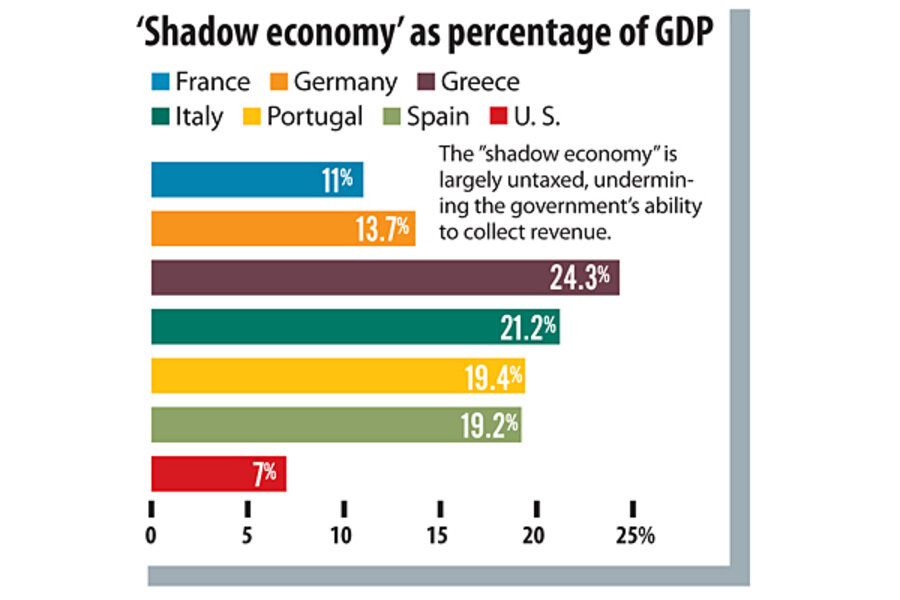 ‘Shadow economy’ as percentage of GDP
France Germany Greece
Italy Portugal Spain U. S.
The ”shadow economy” is
largely untaxed, undermin-
ing the government’s ability
to collect revenue.
11%
13.7%
24.3%
21.2%
19.4%
19.2%
7%
0 5 10 15 20 25%